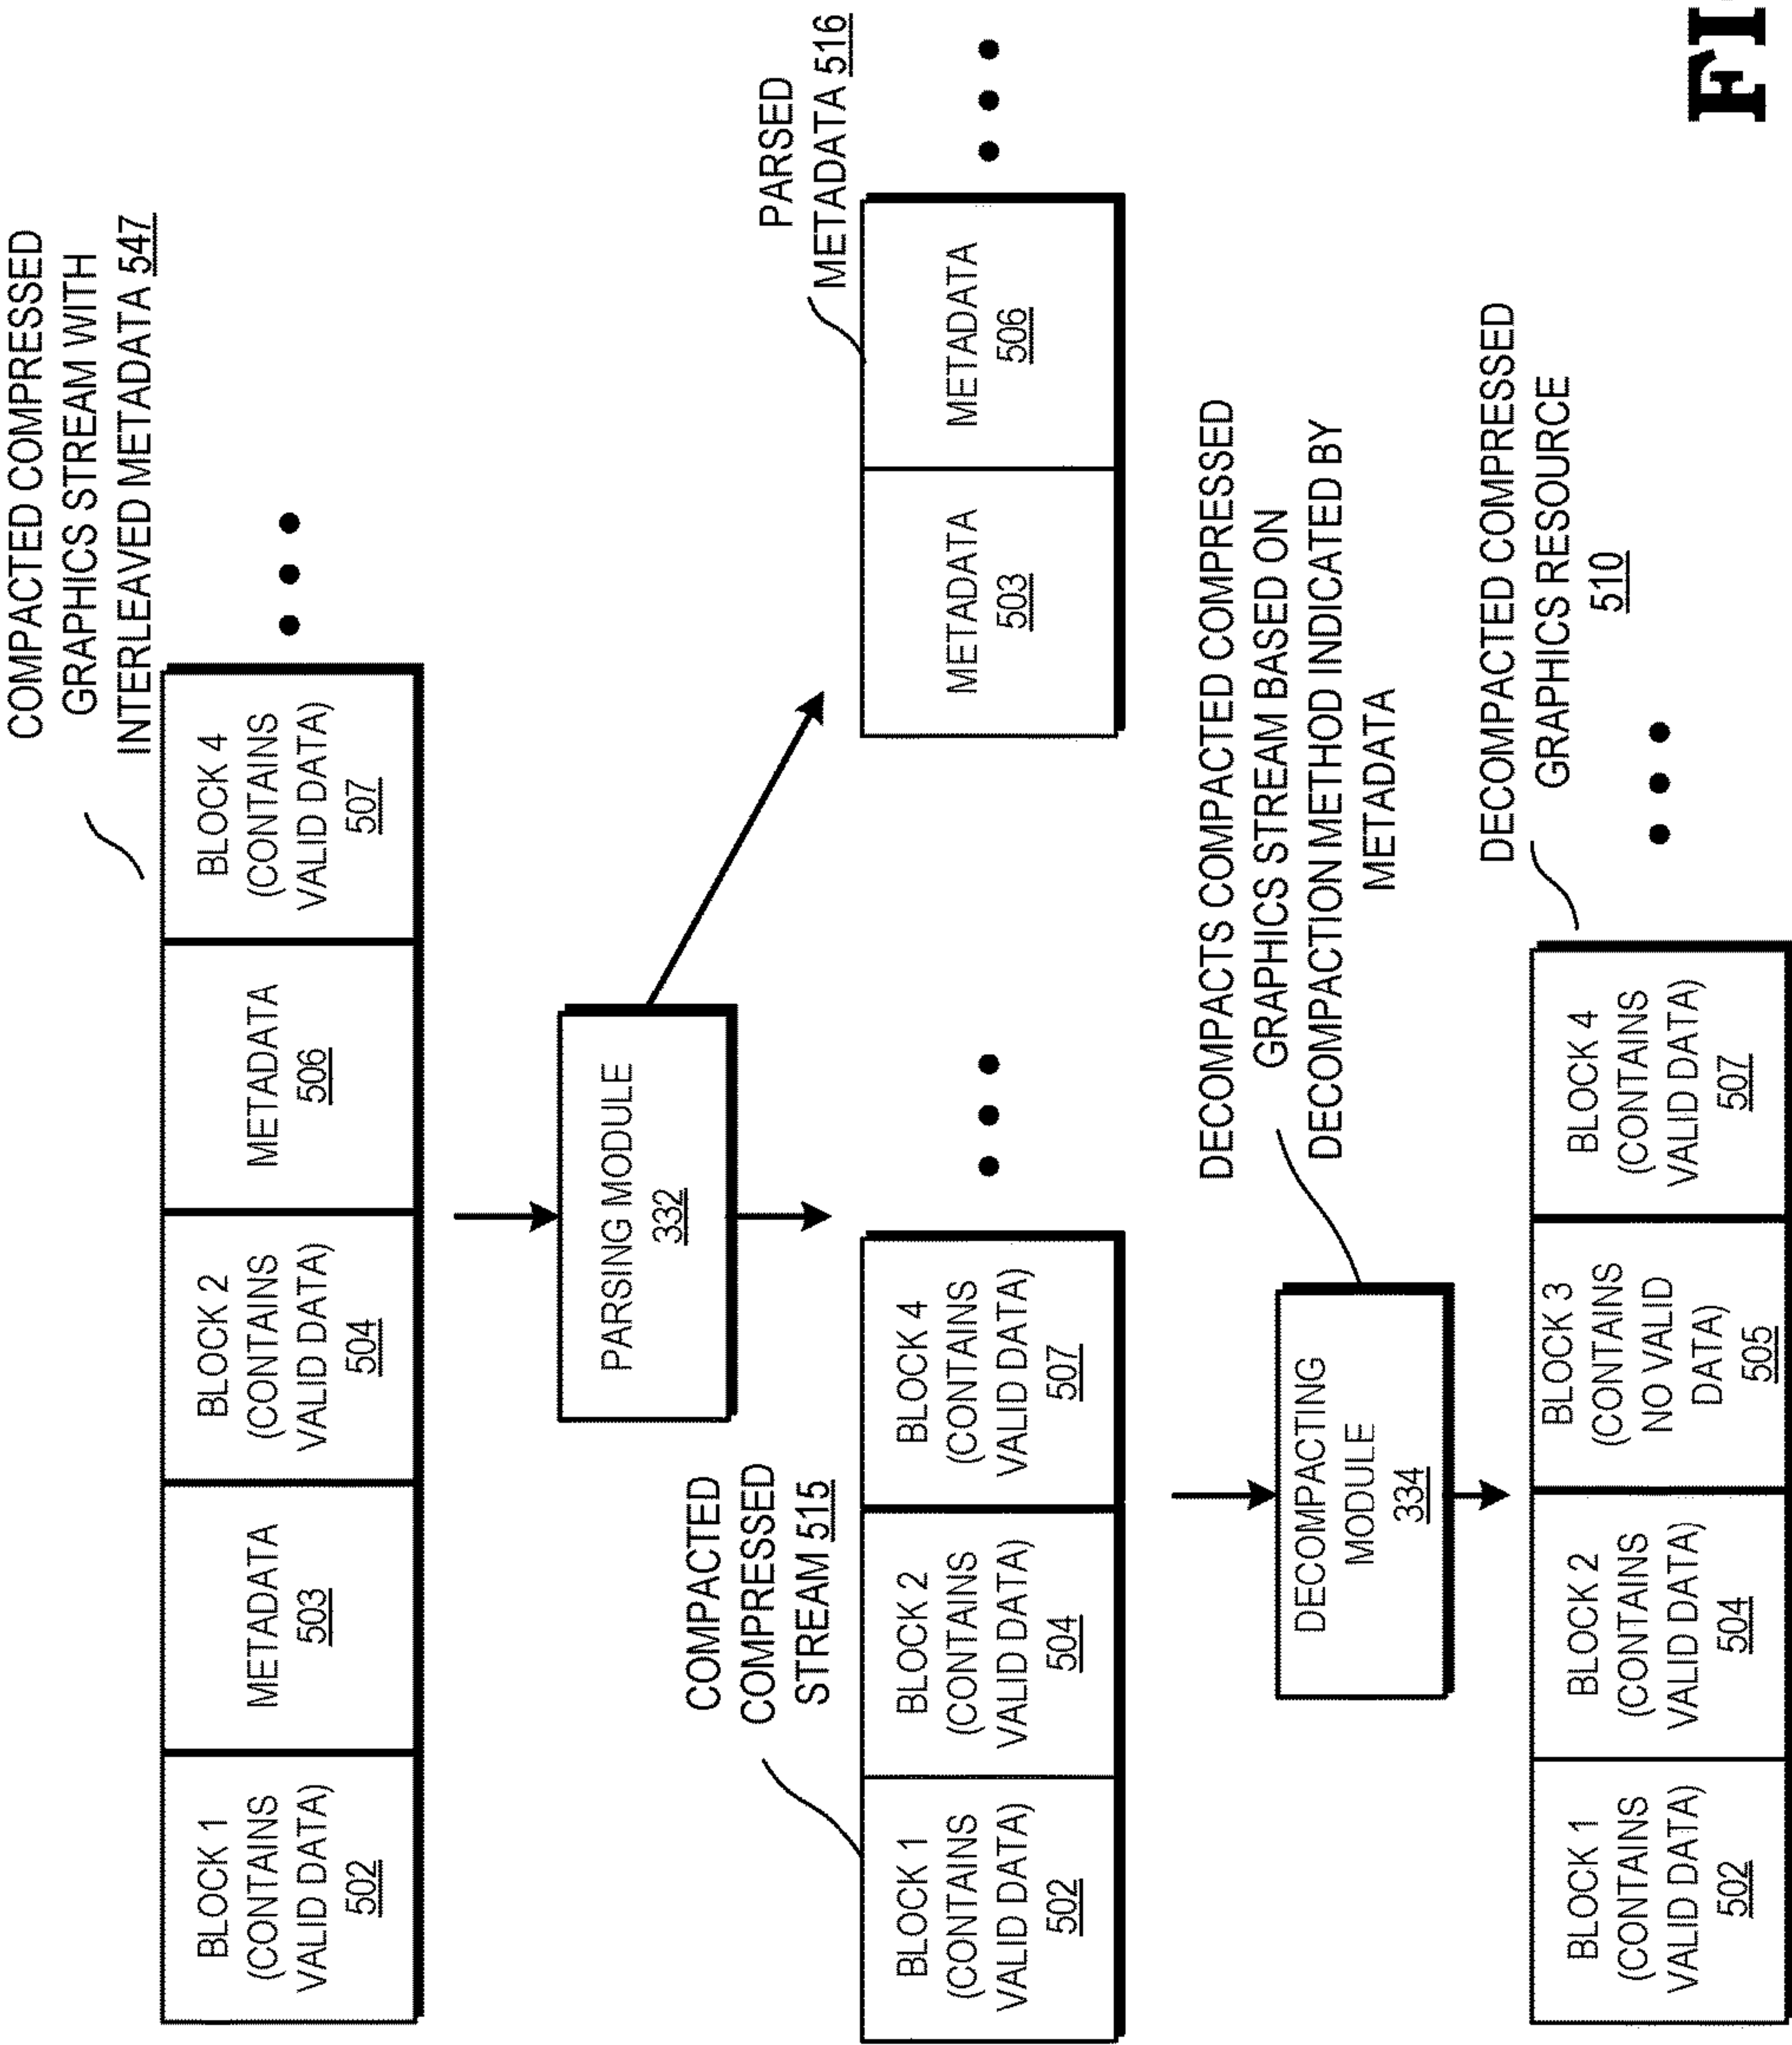 COMPACTED COMPRESSED
GRAPHICS STREAM WITH
INTERLEAVED METADATA 547
BLOCK 1
(CONTAINS
VALID DATA)
502
METADATA
503
BLOCK 2
(CONTAINS
VALID DATA)
504
METADATA
506
BLOCK 4
(CONTAINS
VALID DATA)
507
PARSING MODULE
332
PARSED
METADATA 516
METADATA
503
METADATA
506
COMPACTED
COMPRESSED
STREAM 515
BLOCK 1
(CONTAINS
VALID DATA)
502
BLOCK 2
(CONTAINS
VALID DATA)
504
BLOCK 4
(CONTAINS
VALID DATA)
507
DECOMPACTS COMPACTED COMPRESSED
GRAPHICS STREAM BASED ON
DECOMPACTION METHOD INDICATED BY
METADATA
DECOMPACTING
MODULE
334
DECOMPACTED COMPRESSED
GRAPHICS RESOURCE
510
BLOCK 1
(CONTAINS
VALID DATA)
502
BLOCK 2
(CONTAINS
VALID DATA)
504
BLOCK 3
(CONTAINS
NO VALID
DATA)
505
BLOCK 4
(CONTAINS
VALID DATA)
507